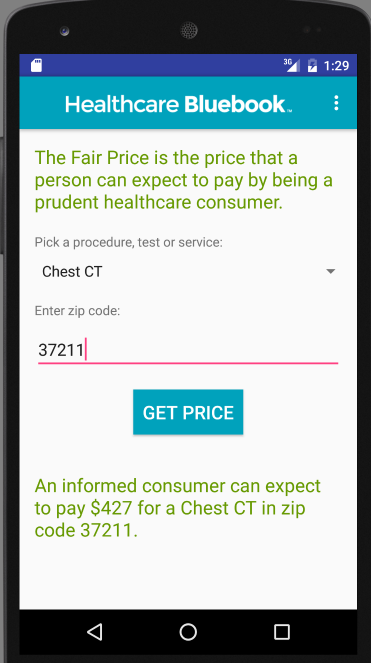 3G 1:29
Healthcare Bluebook™
The Fair Price is the price that a
person can expect to pay by being a
prudent healthcare consumer.
Pick a procedure, test or service:
Chest CT
Enter zip code:
37211
GET PRICE
An informed consumer can expect
to pay $427 for a Chest CT in zip
code 37211.